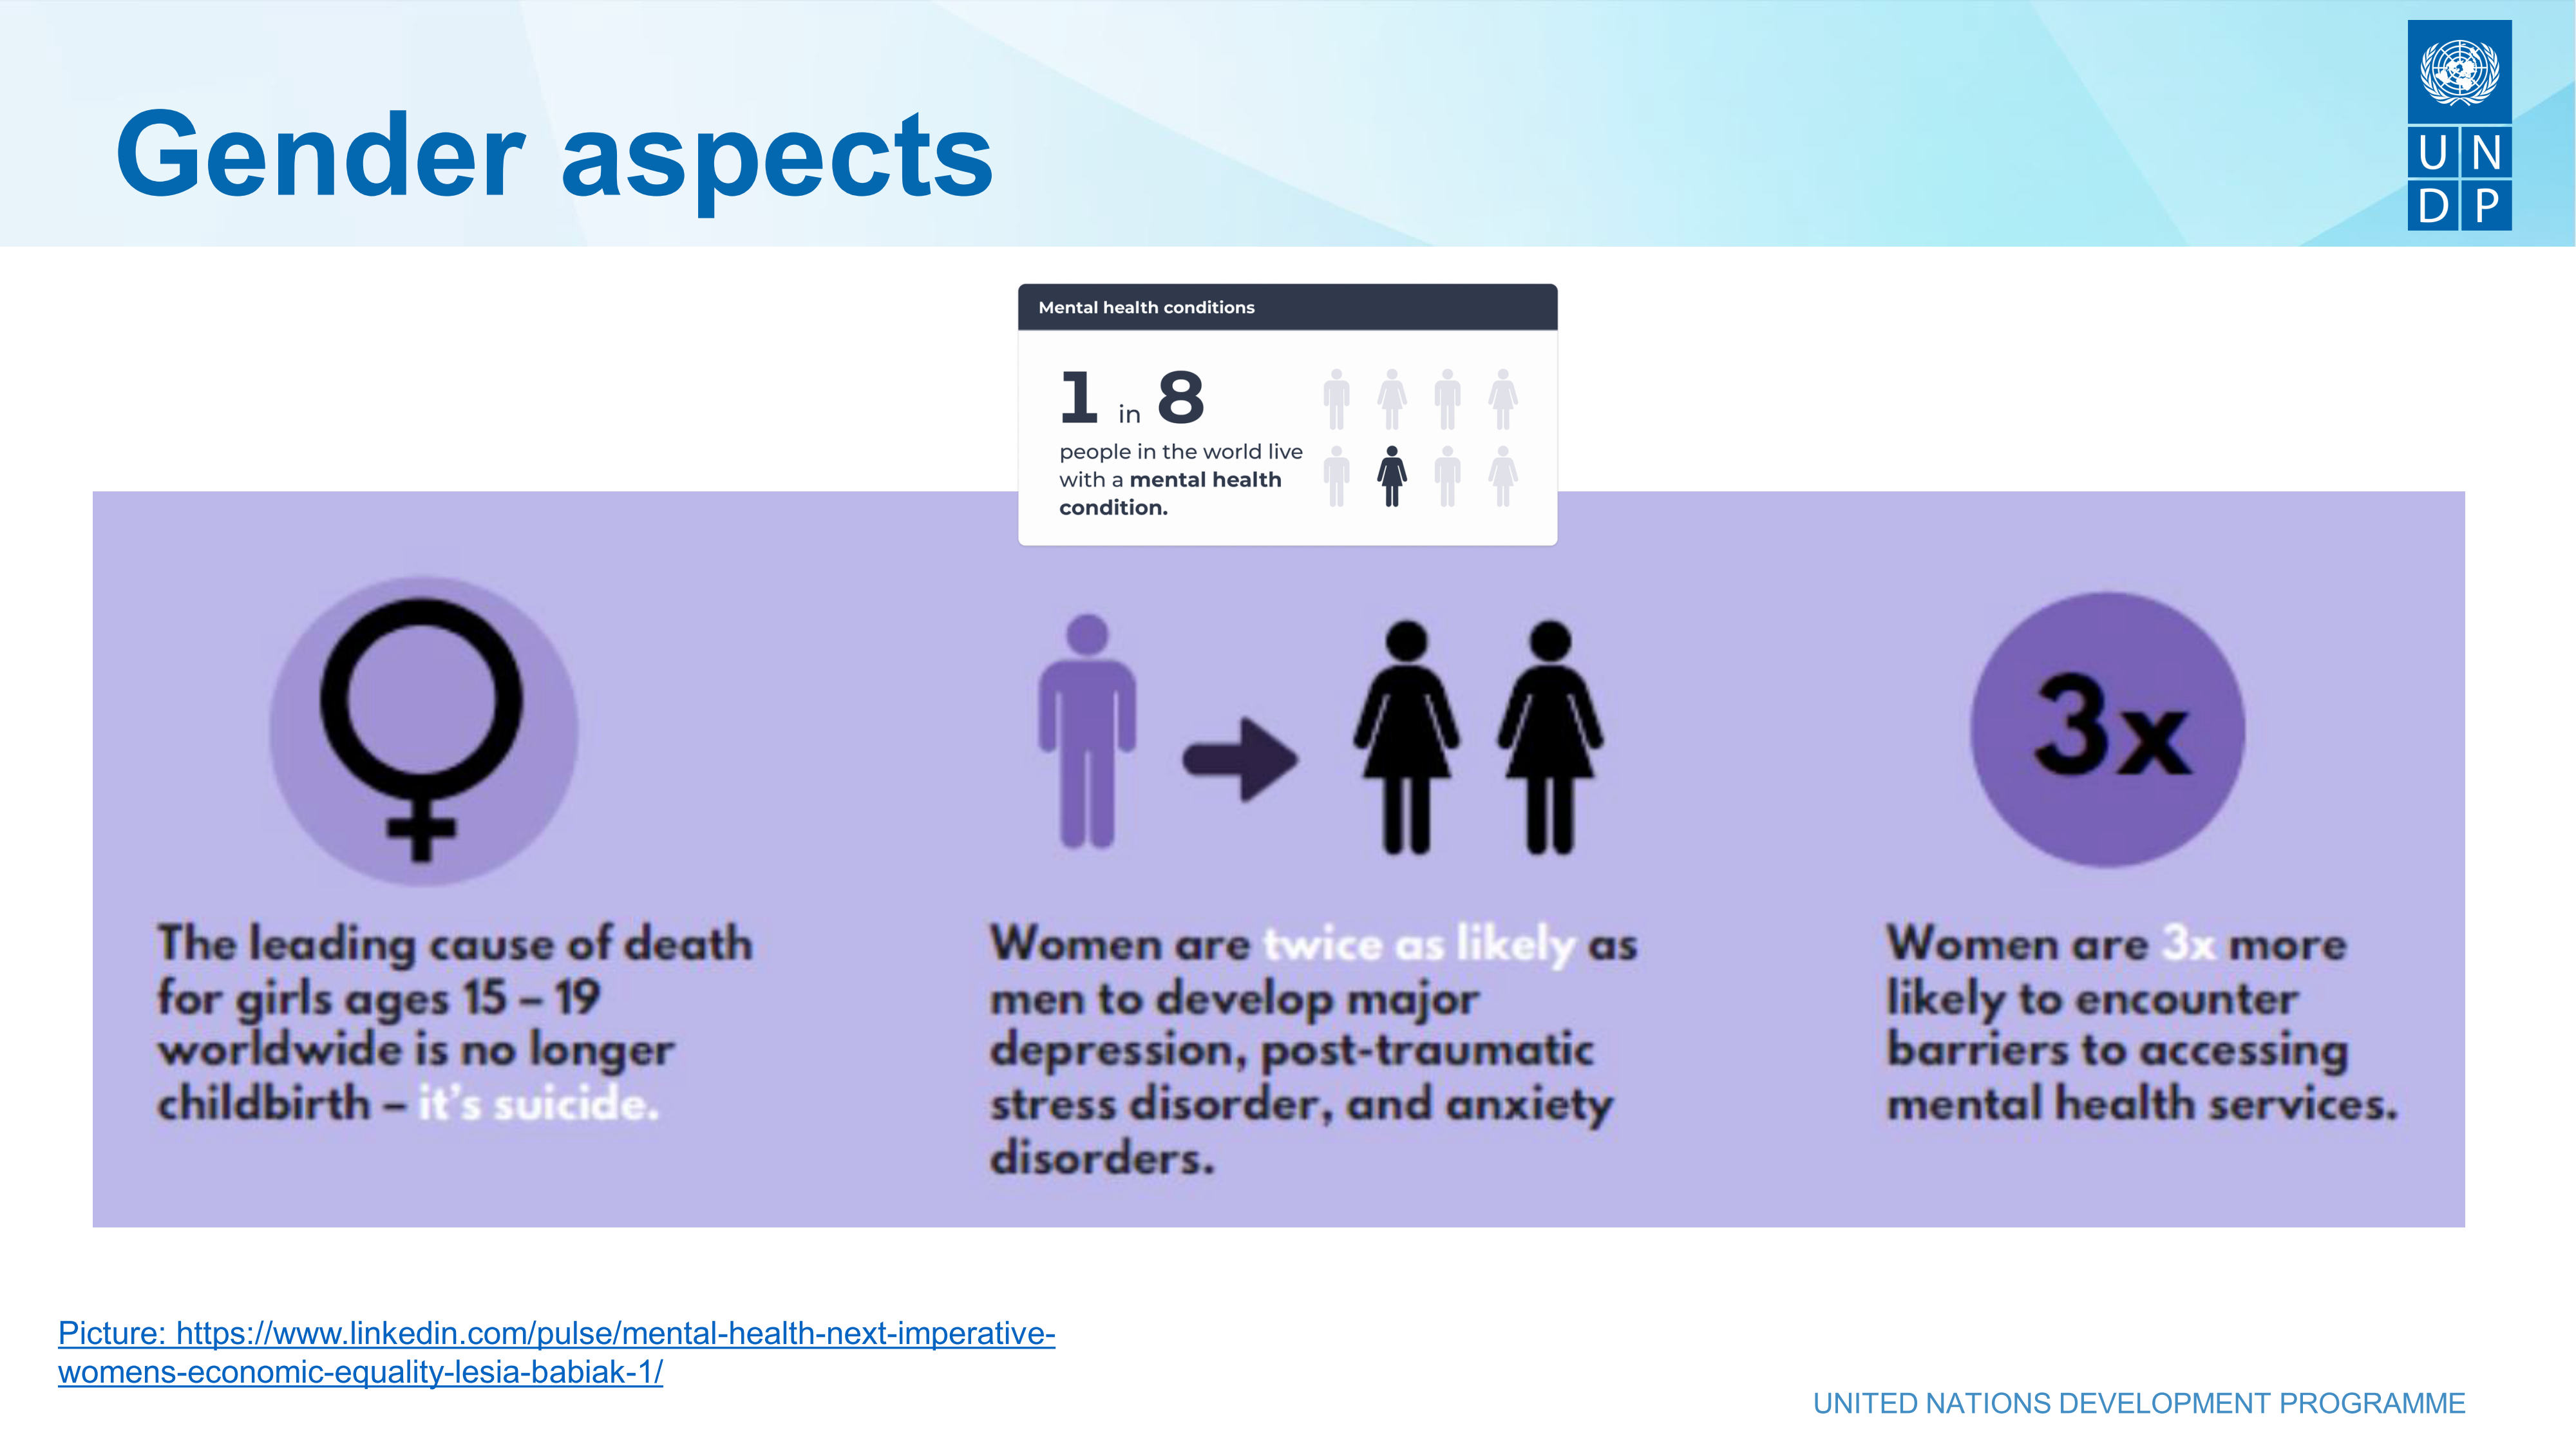 Gender aspects
U N
D P
Mental health conditions
1 in 8
people in the world live
with a mental health
condition.
3x
The leading cause of death
for girls ages 15 – 19
worldwide is no longer
childbirth – it's suicide.
Women are twice as likely as
men to develop major
depression, post-traumatic
stress disorder, and anxiety
disorders.
Women are 3x more
likely to encounter
barriers to accessing
mental health services.
Picture: https://www.linkedin.com/pulse/mental-health-next-imperative-
womens-economic-equality-lesia-babiak-1/
UNITED NATIONS DEVELOPMENT PROGRAMME